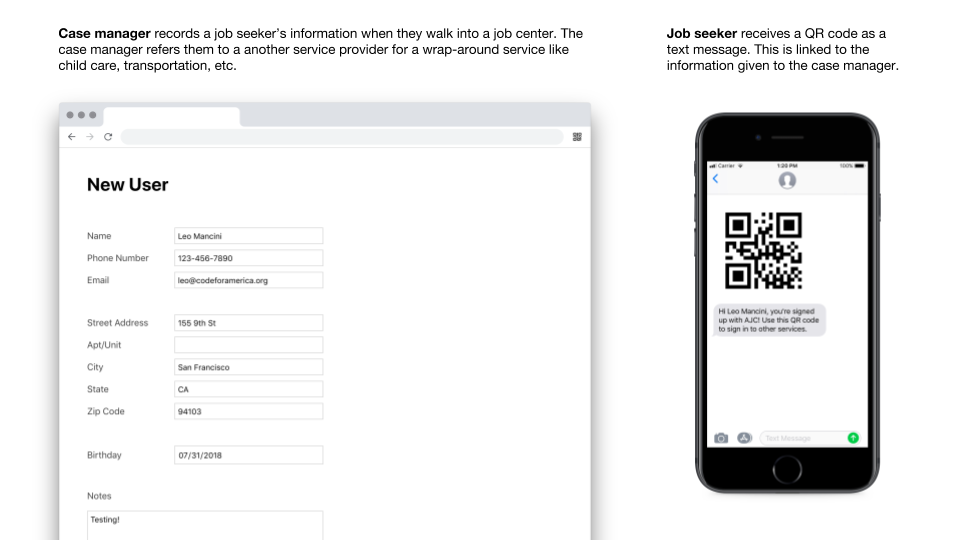 Case manager records a job seeker's information when they walk into a job center. The
case manager refers them to a another service provider for a wrap-around service like
child care, transportation, etc.
Job seeker receives a QR code as a
text message. This is linked to the
information given to the case manager.
New User
Name
Leo Mancini
Phone Number
123-456-7890
Email
leo@codeforamerica.org
Street Address
155 9th St
Apt/Unit
City
San Francisco
State
CA
Zip Code
94103
Birthday
07/31/2018
Notes
Testing!
Carrier
1:20 PM
100%
Hi Leo Mancini, you're signed
up with AJC! Use this QR code
to sign in to other services.
Text Message